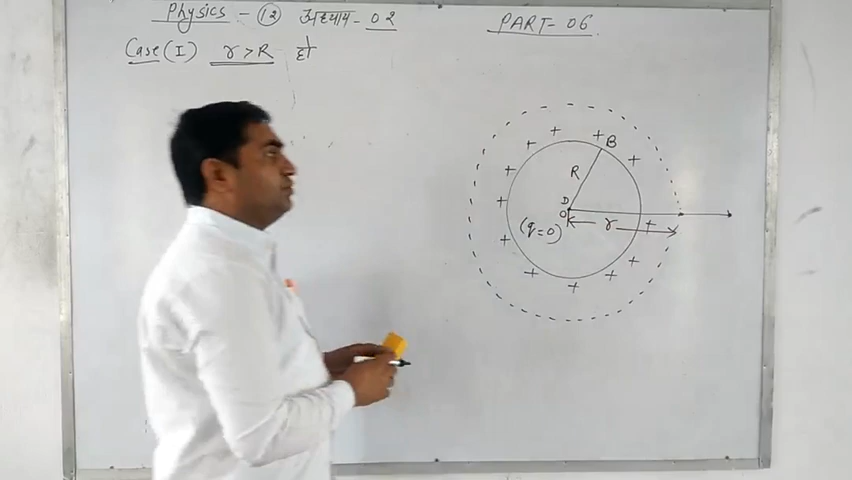 Physics - 12 अध्याय - 02
PART- 06
Case (I) r > R हो
B
R
D
O
r
(q=0)